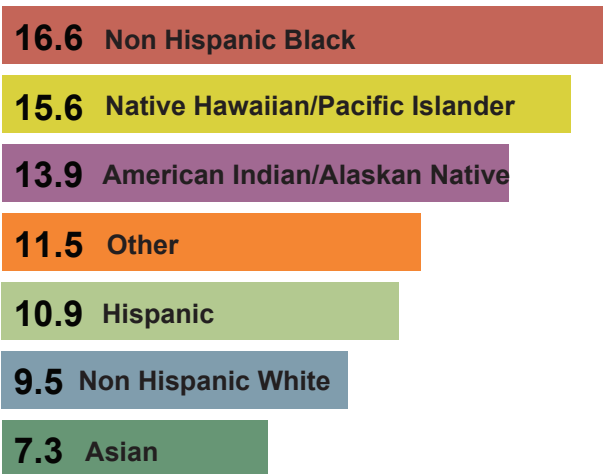 16.6 Non Hispanic Black
15.6 Native Hawaiian/Pacific Islander
13.9 American Indian/Alaskan Native
11.5 Other
10.9 Hispanic
9.5 Non Hispanic White
7.3 Asian